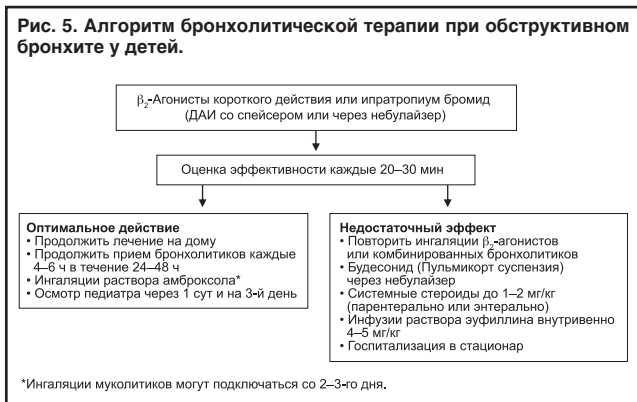 Рис. 5. Алгоритм бронхолитической терапии при обструктивном
бронхите у детей.
β₂-Агонисты короткого действия или ипратропиум бромид
(ДАИ со спейсером или через небулайзер)
Оценка эффективности каждые 20–30 мин
Оптимальное действие
• Продолжить лечение на дому
• Продолжить прием бронхолитиков каждые
4–6 ч в течение 24–48 ч
• Ингаляции раствора амброксола*
• Осмотр педиатра через 1 сут и на 3-й день
Недостаточный эффект
• Повторить ингаляции β₂-агонистов
или комбинированных бронхолитиков
• Будесонид (Пульмикорт суспензия)
через небулайзер
• Системные стероиды до 1–2 мг/кг
(парентерально или энтерально)
• Инфузии раствора эуфиллина внутривенно
4–5 мг/кг
• Госпитализация в стационар
*Ингаляции муколитиков могут подключаться со 2–3-го дня.